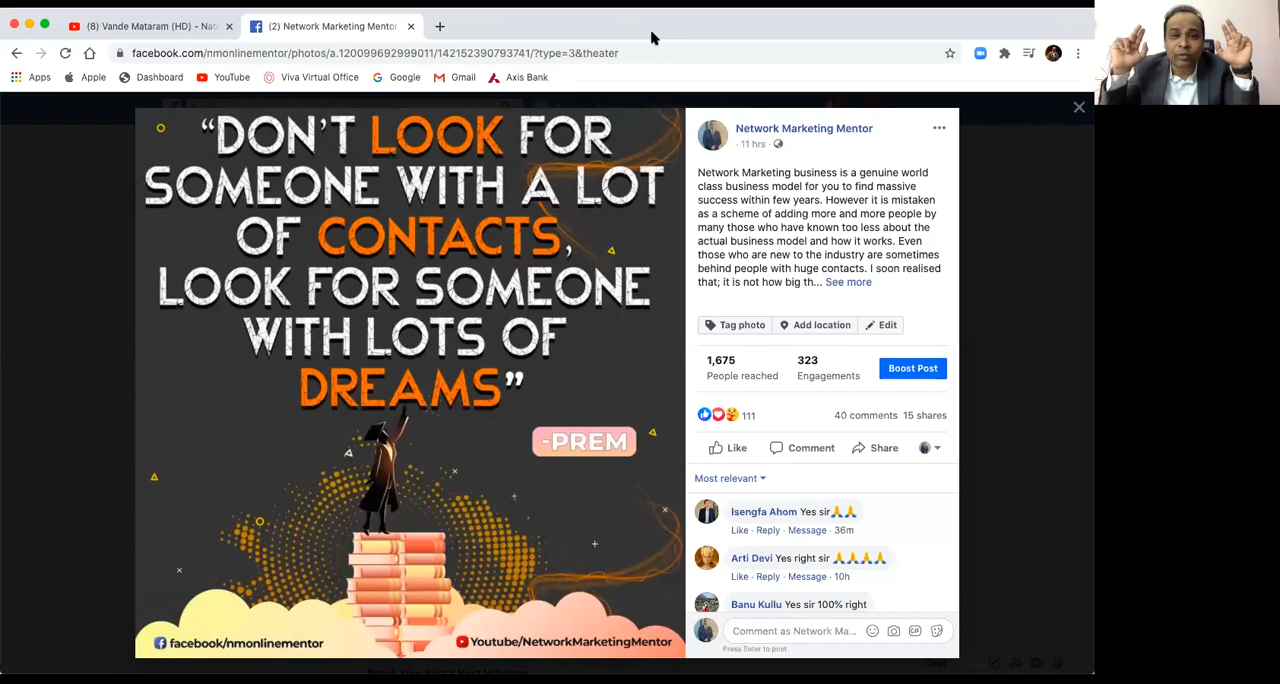 (8) Vande Mataram (HD) - Nati
(2) Network Marketing Mentor
facebook.com/nmonlinementor/photos/a.120099692999011/142152390793741/?type=3&theater
Apps Apple Dashboard YouTube Viva Virtual Office Google Gmail Axis Bank
“DON’T LOOK FOR
SOMEONE WITH A LOT
OF CONTACTS,
LOOK FOR SOMEONE
WITH LOTS OF
DREAMS”
-PREM
facebook/nmonlinementor
Youtube/NetworkMarketingMentor
Network Marketing Mentor
11 hrs
Network Marketing business is a genuine world
class business model for you to find massive
success within few years. However it is mistaken
as a scheme of adding more and more people by
many those who have known too less about the
actual business model and how it works. Even
those who are new to the industry are sometimes
behind people with huge contacts. I soon realised
that; it is not how big th... See more
Tag photo Add location Edit
1,675 323
People reached Engagements
Boost Post
111 40 comments 15 shares
Like Comment Share
Most relevant
Isengfa Ahom Yes sir🙏🙏
Like · Reply · Message · 36m
Arti Devi Yes right sir 🙏🙏🙏🙏
Like · Reply · Message · 10h
Banu Kullu Yes sir 100% right
Comment as Network Ma...
Press Enter to post.